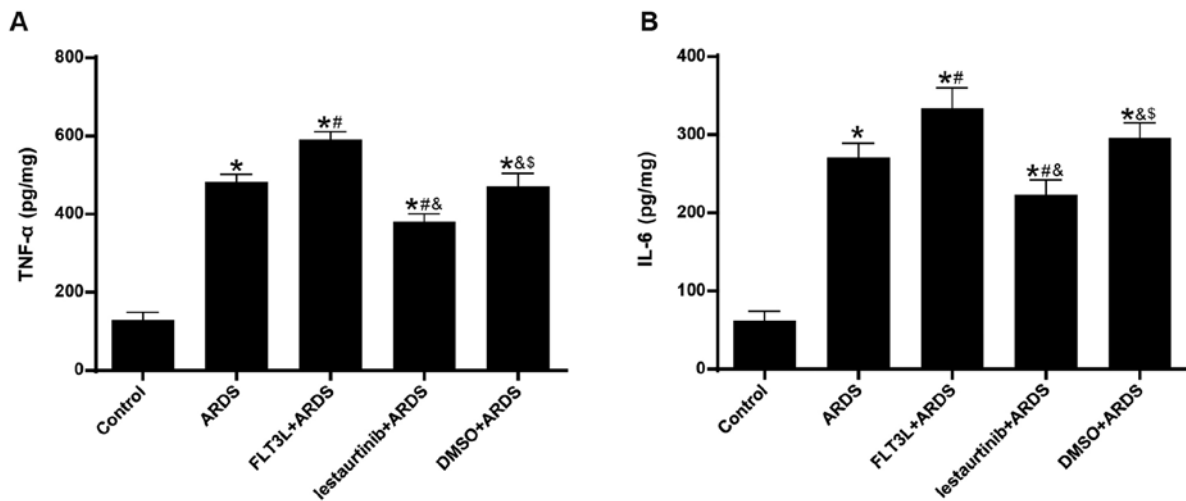 A
TNF-α (pg/mg)
800
600
400
200
0
*
*#
*#&
*&$
Control
ARDS
FLT3L+ARDS
lestaurtinib+ARDS
DMSO+ARDS
B
IL-6 (pg/mg)
400
300
200
100
0
*
*#
*#&
*&$
Control
ARDS
FLT3L+ARDS
lestaurtinib+ARDS
DMSO+ARDS